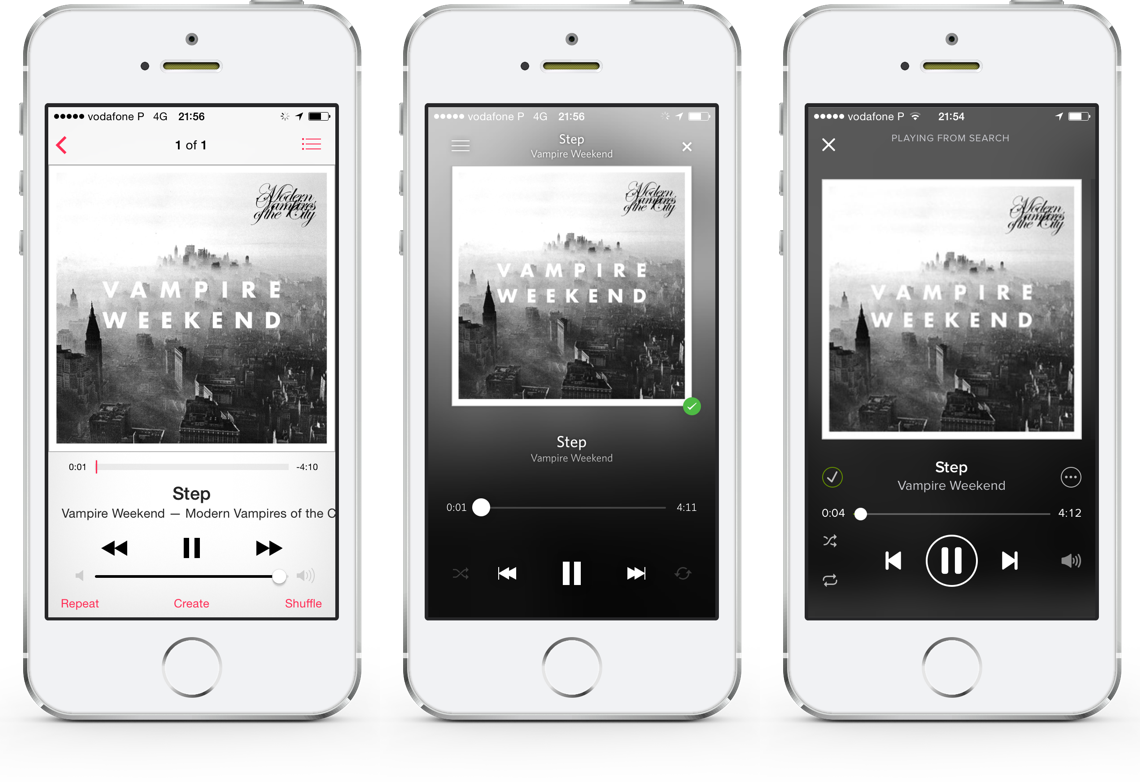 vodafone P 4G 21:56
1 of 1
Modern
Vampires
of the City
VAMPIRE
WEEKEND
0:01 -4:10
Step
Vampire Weekend — Modern Vampires of the C
Repeat Create Shuffle
vodafone P 4G 21:56
Step
Vampire Weekend
Modern
Vampires
of the City
VAMPIRE
WEEKEND
Step
Vampire Weekend
0:01 4:11
vodafone P 21:54
PLAYING FROM SEARCH
Modern
Vampires
of the City
VAMPIRE
WEEKEND
Step
Vampire Weekend
0:04 4:12